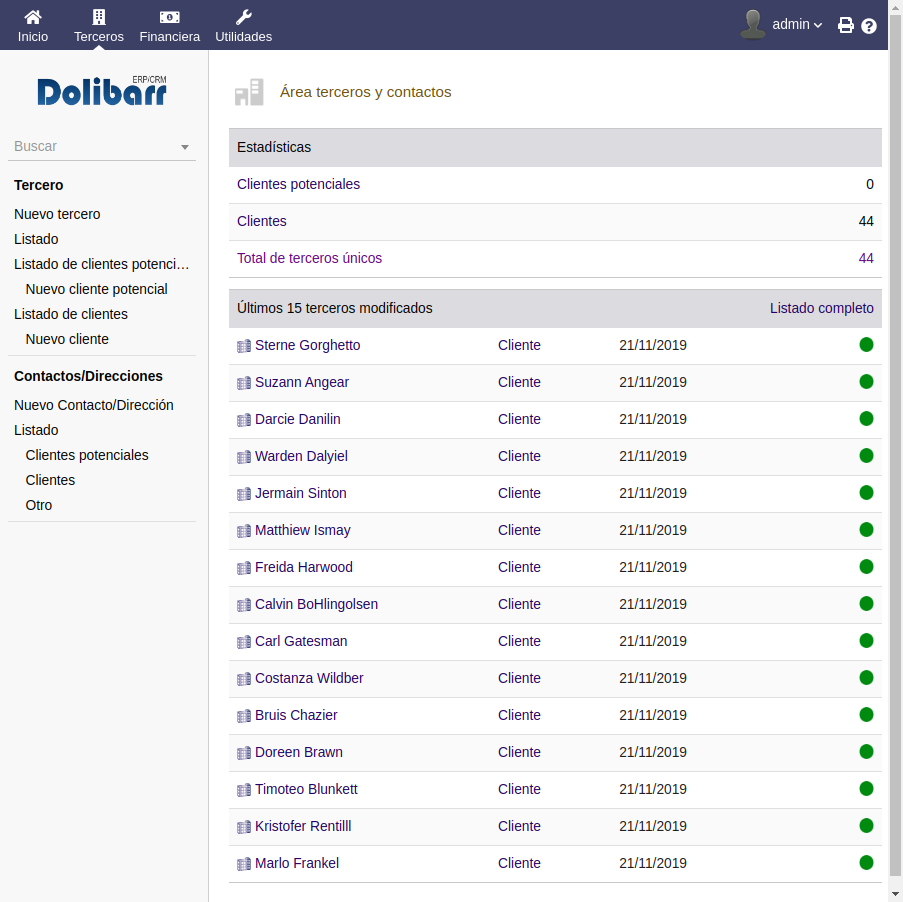 Inicio Terceros Financiera Utilidades admin
Dolibarr ERP/CRM
Buscar
Tercero
Nuevo tercero
Listado
Listado de clientes potenci…
Nuevo cliente potencial
Listado de clientes
Nuevo cliente
Contactos/Direcciones
Nuevo Contacto/Dirección
Listado
Clientes potenciales
Clientes
Otro
Área terceros y contactos
Estadísticas
Clientes potenciales 0
Clientes 44
Total de terceros únicos 44
Últimos 15 terceros modificados Listado completo
Sterne Gorghetto Cliente 21/11/2019
Suzann Angear Cliente 21/11/2019
Darcie Danilin Cliente 21/11/2019
Warden Dalyiel Cliente 21/11/2019
Jermain Sinton Cliente 21/11/2019
Matthiew Ismay Cliente 21/11/2019
Freida Harwood Cliente 21/11/2019
Calvin BoHlingolsen Cliente 21/11/2019
Carl Gatesman Cliente 21/11/2019
Costanza Wildber Cliente 21/11/2019
Bruis Chazier Cliente 21/11/2019
Doreen Brawn Cliente 21/11/2019
Timoteo Blunkett Cliente 21/11/2019
Kristofer Rentilll Cliente 21/11/2019
Marlo Frankel Cliente 21/11/2019